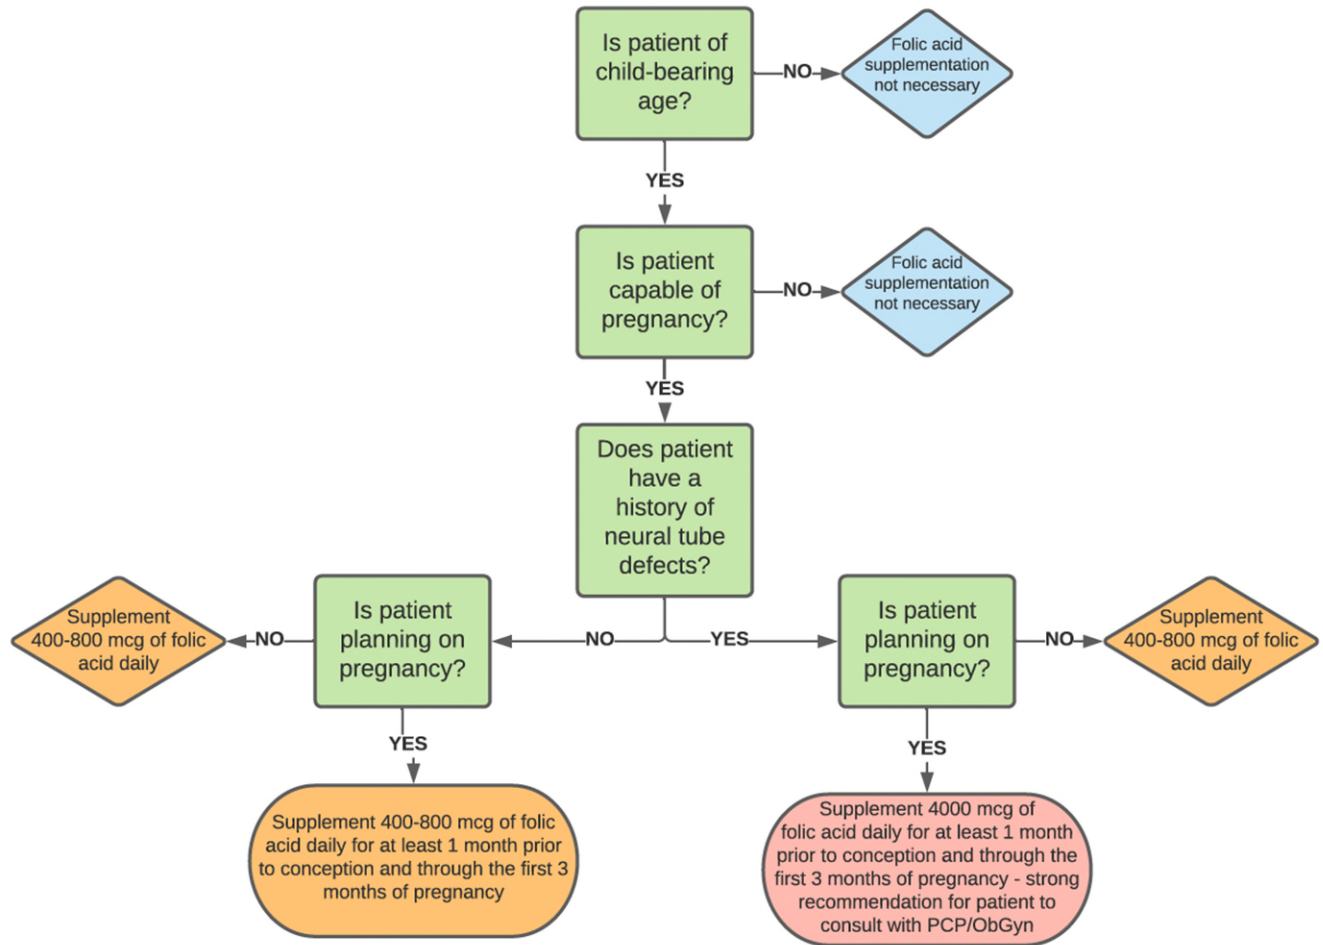 Is patient of
child-bearing
age?
NO
Folic acid
supplementation
not necessary
YES
Is patient
capable of
pregnancy?
NO
Folic acid
supplementation
not necessary
YES
Does patient
have a
history of
neural tube
defects?
NO
YES
Is patient
planning on
pregnancy?
NO
Supplement
400-800 mcg of folic
acid daily
YES
Supplement 400-800 mcg of folic
acid daily for at least 1 month prior
to conception and through the first 3
months of pregnancy
Is patient
planning on
pregnancy?
NO
Supplement
400-800 mcg of folic
acid daily
YES
Supplement 4000 mcg of
folic acid daily for at least 1 month
prior to conception and through the
first 3 months of pregnancy - strong
recommendation for patient to
consult with PCP/ObGyn